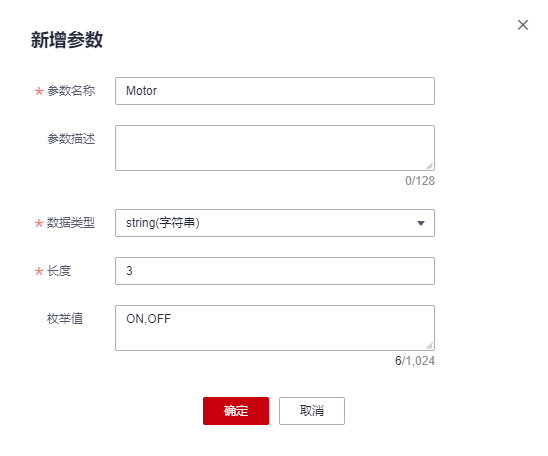 新增参数
* 参数名称 Motor
参数描述
0/128
* 数据类型 string(字符串)
* 长度 3
枚举值 ON,OFF
6/1,024
确定 取消